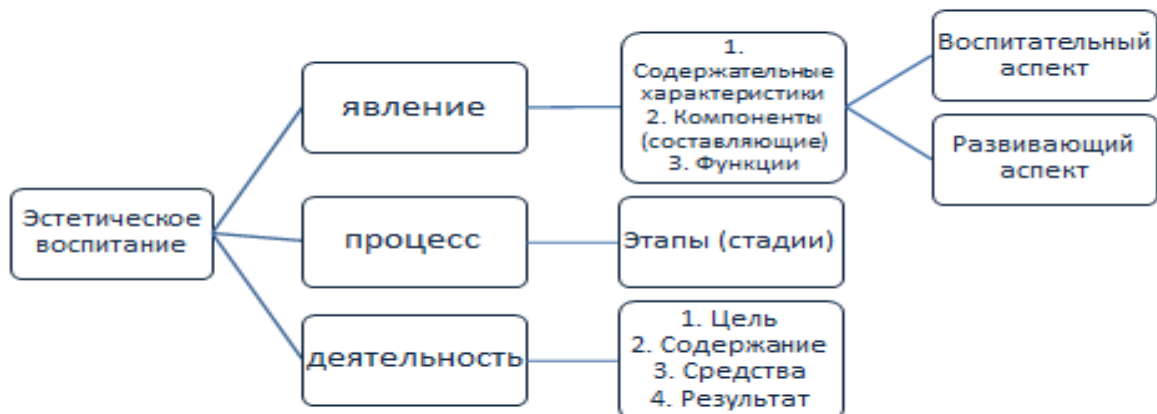 Эстетическое
воспитание
явление
процесс
деятельность
1.
Содержательные
характеристики
2. Компоненты
(составляющие)
3. Функции
Этапы (стадии)
1. Цель
2. Содержание
3. Средства
4. Результат
Воспитательный
аспект
Развивающий
аспект